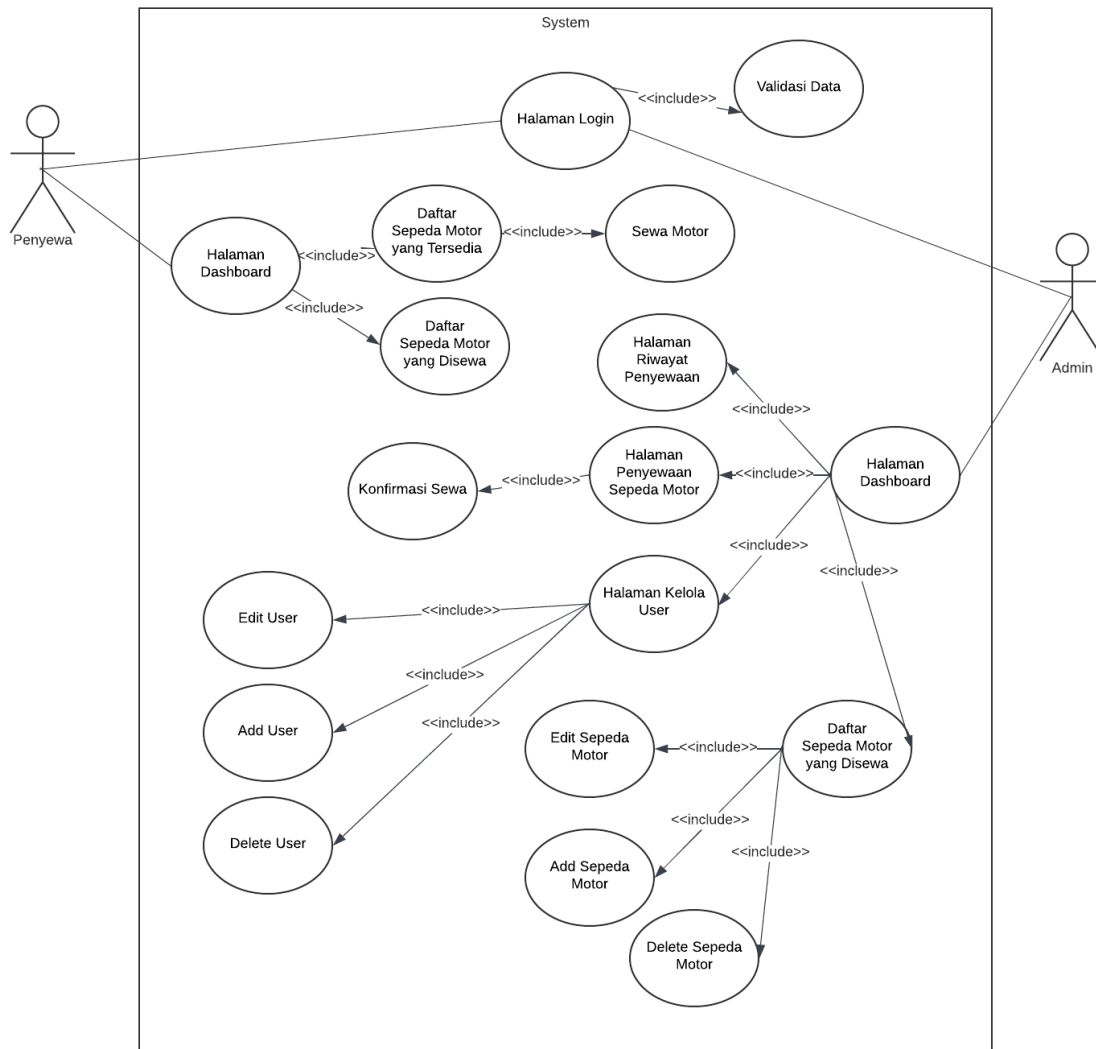 System
Validasi Data
<<include>>
Halaman Login
Penyewa
Daftar
Sepeda Motor
yang Tersedia
<<include>>
Sewa Motor
Halaman
Dashboard
<<include>>
<<include>>
Daftar
Sepeda Motor
yang Disewa
Admin
Halaman
Riwayat
Penyewaan
<<include>>
Halaman
Penyewaan
Sepeda Motor
<<include>>
Halaman
Dashboard
Konfirmasi Sewa
<<include>>
<<include>>
<<include>>
Halaman Kelola
User
Edit User
<<include>>
<<include>>
<<include>>
Add User
Delete User
Daftar
Sepeda Motor
yang Disewa
Edit Sepeda
Motor
<<include>>
<<include>>
<<include>>
Add Sepeda
Motor
Delete Sepeda
Motor